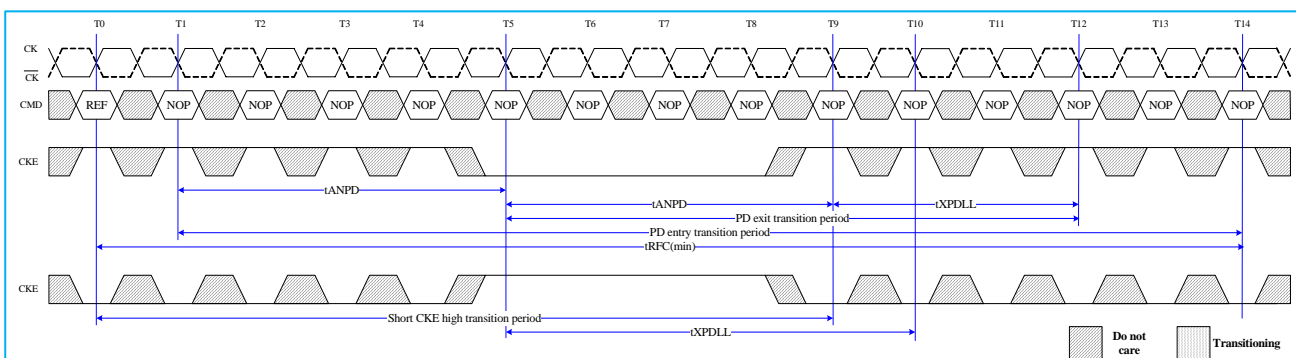 T0 T1 T2 T3 T4 T5 T6 T7 T8 T9 T10 T11 T12 T13 T14
CK
CK
CMD REF NOP NOP NOP NOP NOP NOP NOP NOP NOP NOP NOP NOP NOP NOP
CKE
tANPD
tANPD tXPDLL
PD exit transition period
PD entry transition period
tRFC(min)
CKE
Short CKE high transition period
tXPDLL
Do not care
Transitioning